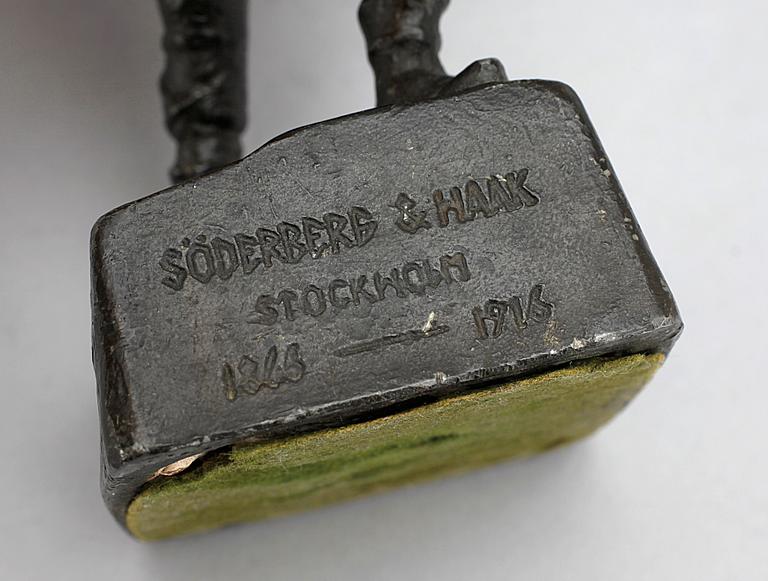 SÖDERBERG & HAAK
STOCKHOLM
1866 — 1916